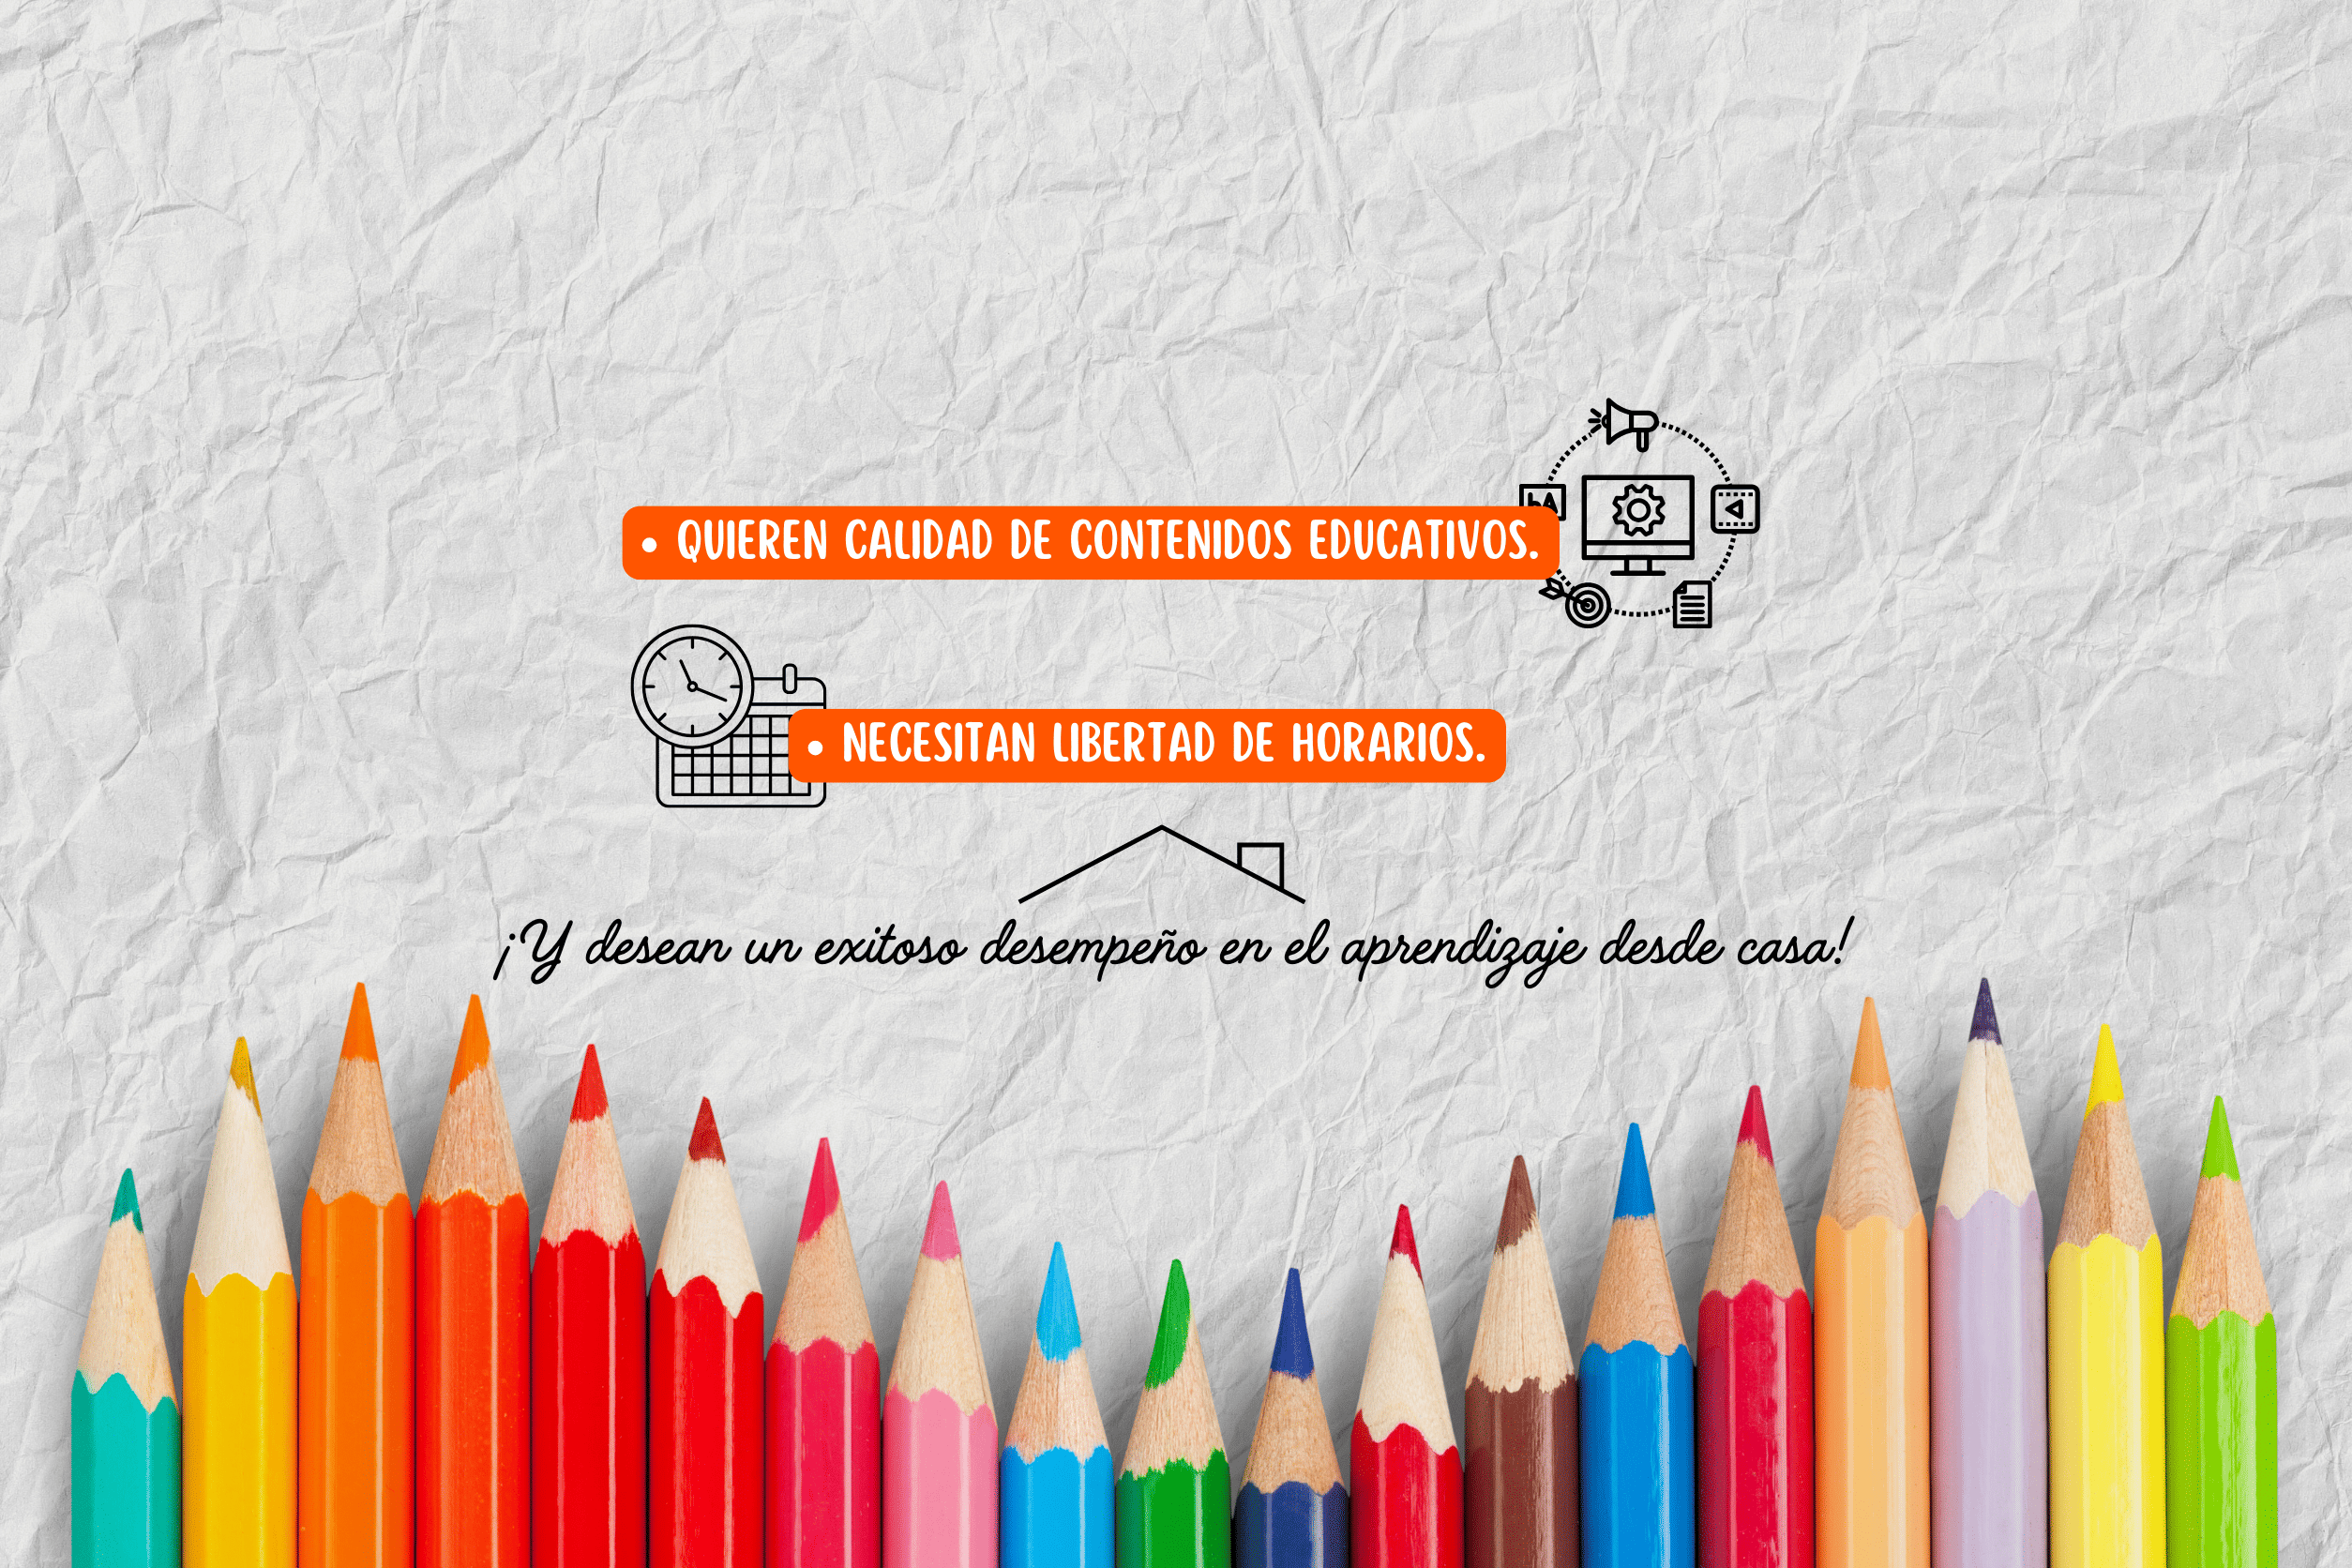 • QUIEREN CALIDAD DE CONTENIDOS EDUCATIVOS.
• NECESITAN LIBERTAD DE HORARIOS.
¡Y desean un exitoso desempeño en el aprendizaje desde casa!